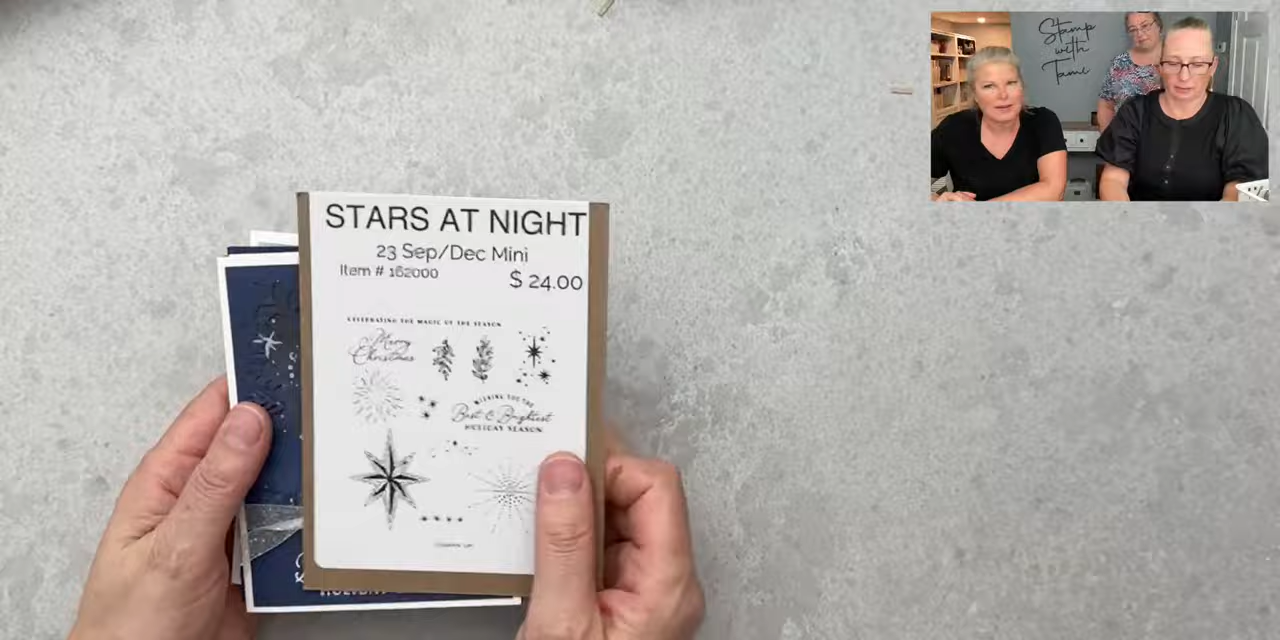 Stamp
with
Tami
STARS AT NIGHT
23 Sep/Dec Mini
Item # 162000
$ 24.00
CELEBRATING THE MAGIC OF THE SEASON
Merry
Christmas
WISHING YOU THE
Best & Brightest
HOLIDAY SEASON